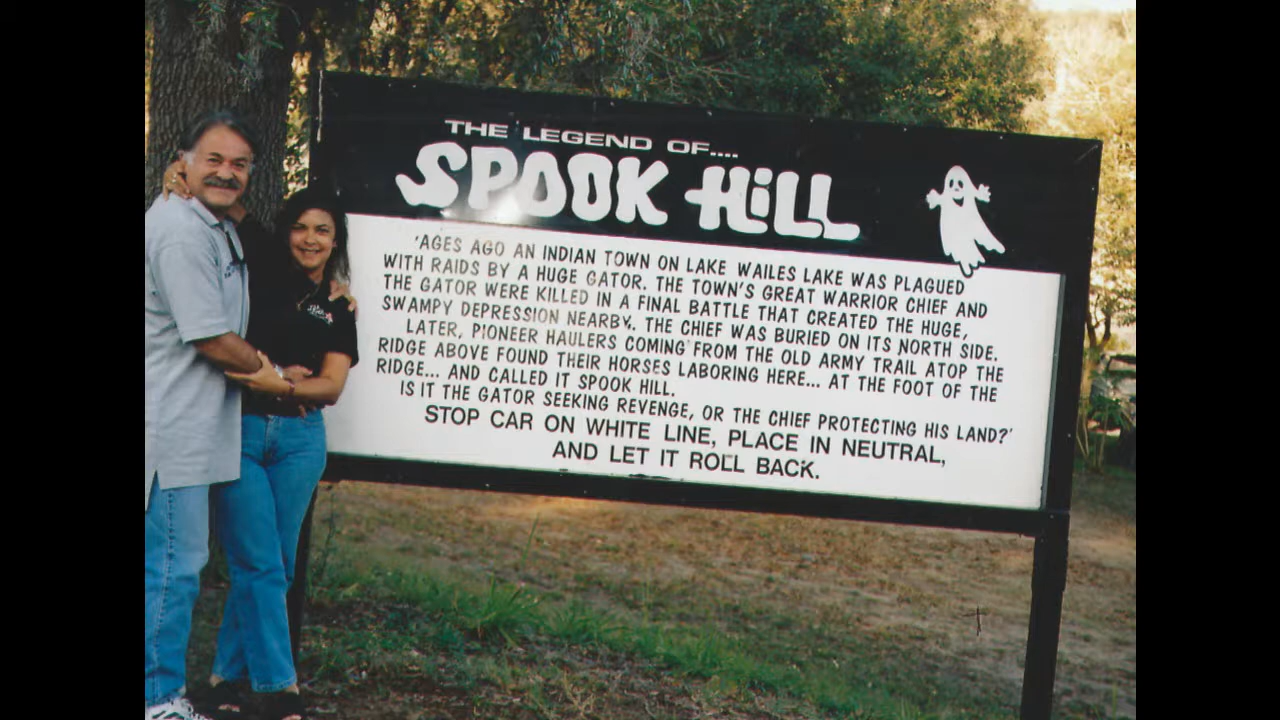 THE LEGEND OF....
SPOOK HiLL
'AGES AGO AN INDIAN TOWN ON LAKE WAILES LAKE WAS PLAGUED
WITH RAIDS BY A HUGE GATOR. THE TOWN'S GREAT WARRIOR CHIEF AND
THE GATOR WERE KILLED IN A FINAL BATTLE THAT CREATED THE HUGE,
SWAMPY DEPRESSION NEARBY. THE CHIEF WAS BURIED ON ITS NORTH SIDE.
LATER, PIONEER HAULERS COMING FROM THE OLD ARMY TRAIL ATOP THE
RIDGE ABOVE FOUND THEIR HORSES LABORING HERE... AT THE FOOT OF THE
RIDGE... AND CALLED IT SPOOK HILL.
IS IT THE GATOR SEEKING REVENGE, OR THE CHIEF PROTECTING HIS LAND?'
STOP CAR ON WHITE LINE, PLACE IN NEUTRAL,
AND LET IT ROLL BACK.